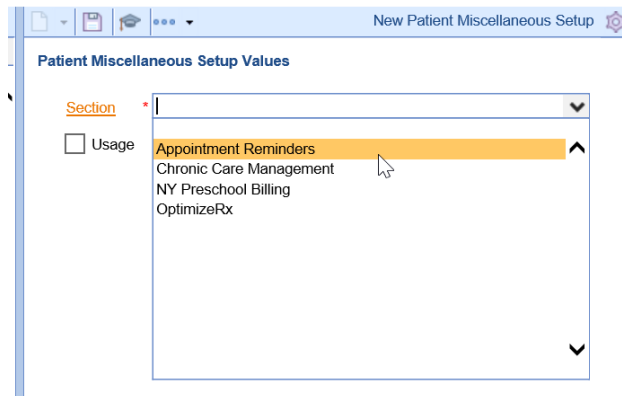 New Patient Miscellaneous Setup
Patient Miscellaneous Setup Values
Section *
Usage
Appointment Reminders
Chronic Care Management
NY Preschool Billing
OptimizeRx